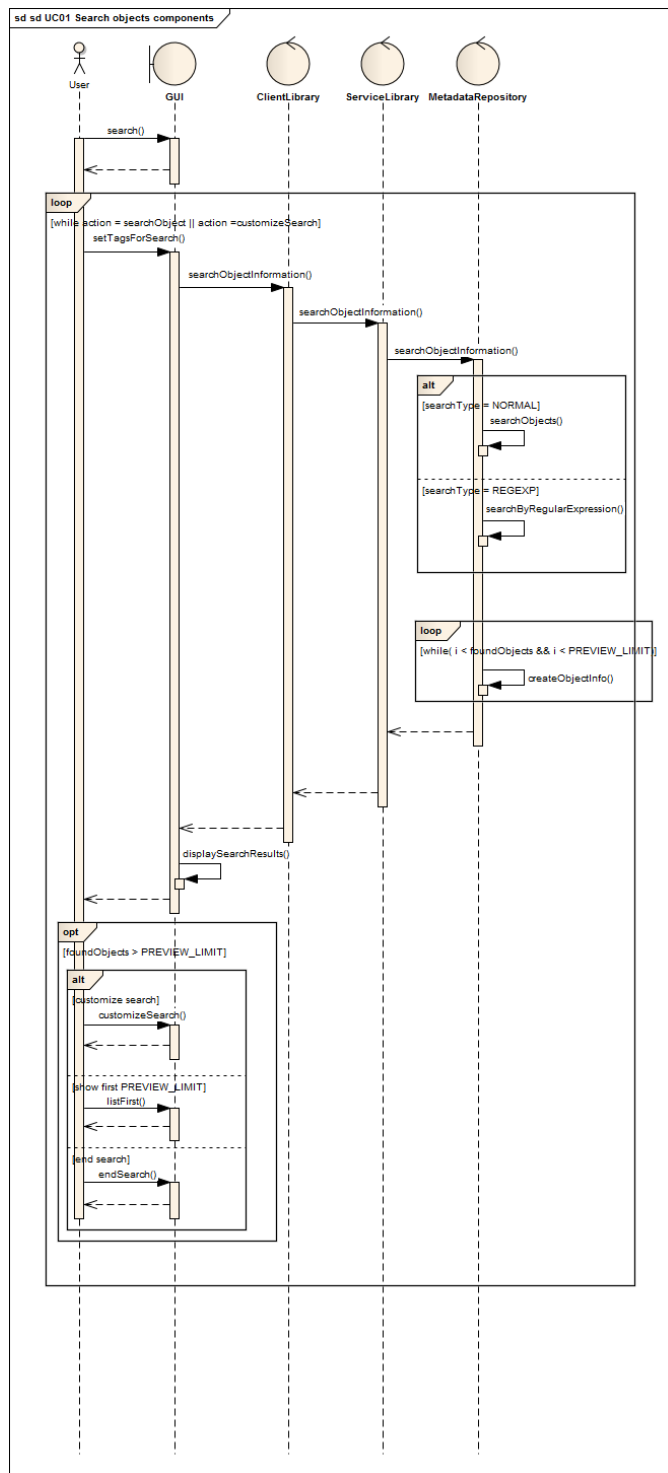 sd sd UC01 Search objects components
User
GUI
ClientLibrary
ServiceLibrary
MetadataRepository
search()
loop
[while action = searchObject || action =customizeSearch]
setTagsForSearch()
searchObjectInformation()
searchObjectInformation()
searchObjectInformation()
alt
[searchType = NORMAL]
searchObjects()
[searchType = REGEXP]
searchByRegularExpression()
loop
[while( i < foundObjects && i < PREVIEW_LIMIT)]
createObjectInfo()
displaySearchResults()
opt
[foundObjects > PREVIEW_LIMIT]
alt
[customize search]
customizeSearch()
[show first PREVIEW_LIMIT]
listFirst()
[end search]
endSearch()